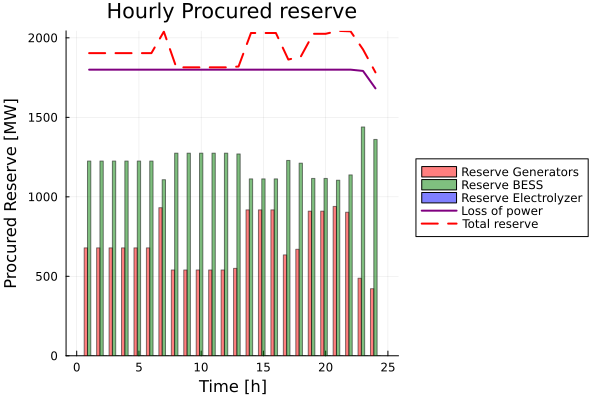 Hourly Procured reserve
Procured Reserve [MW]
2000
1500
1000
500
0
0 5 10 15 20 25
Time [h]
Reserve Generators
Reserve BESS
Reserve Electrolyzer
Loss of power
Total reserve